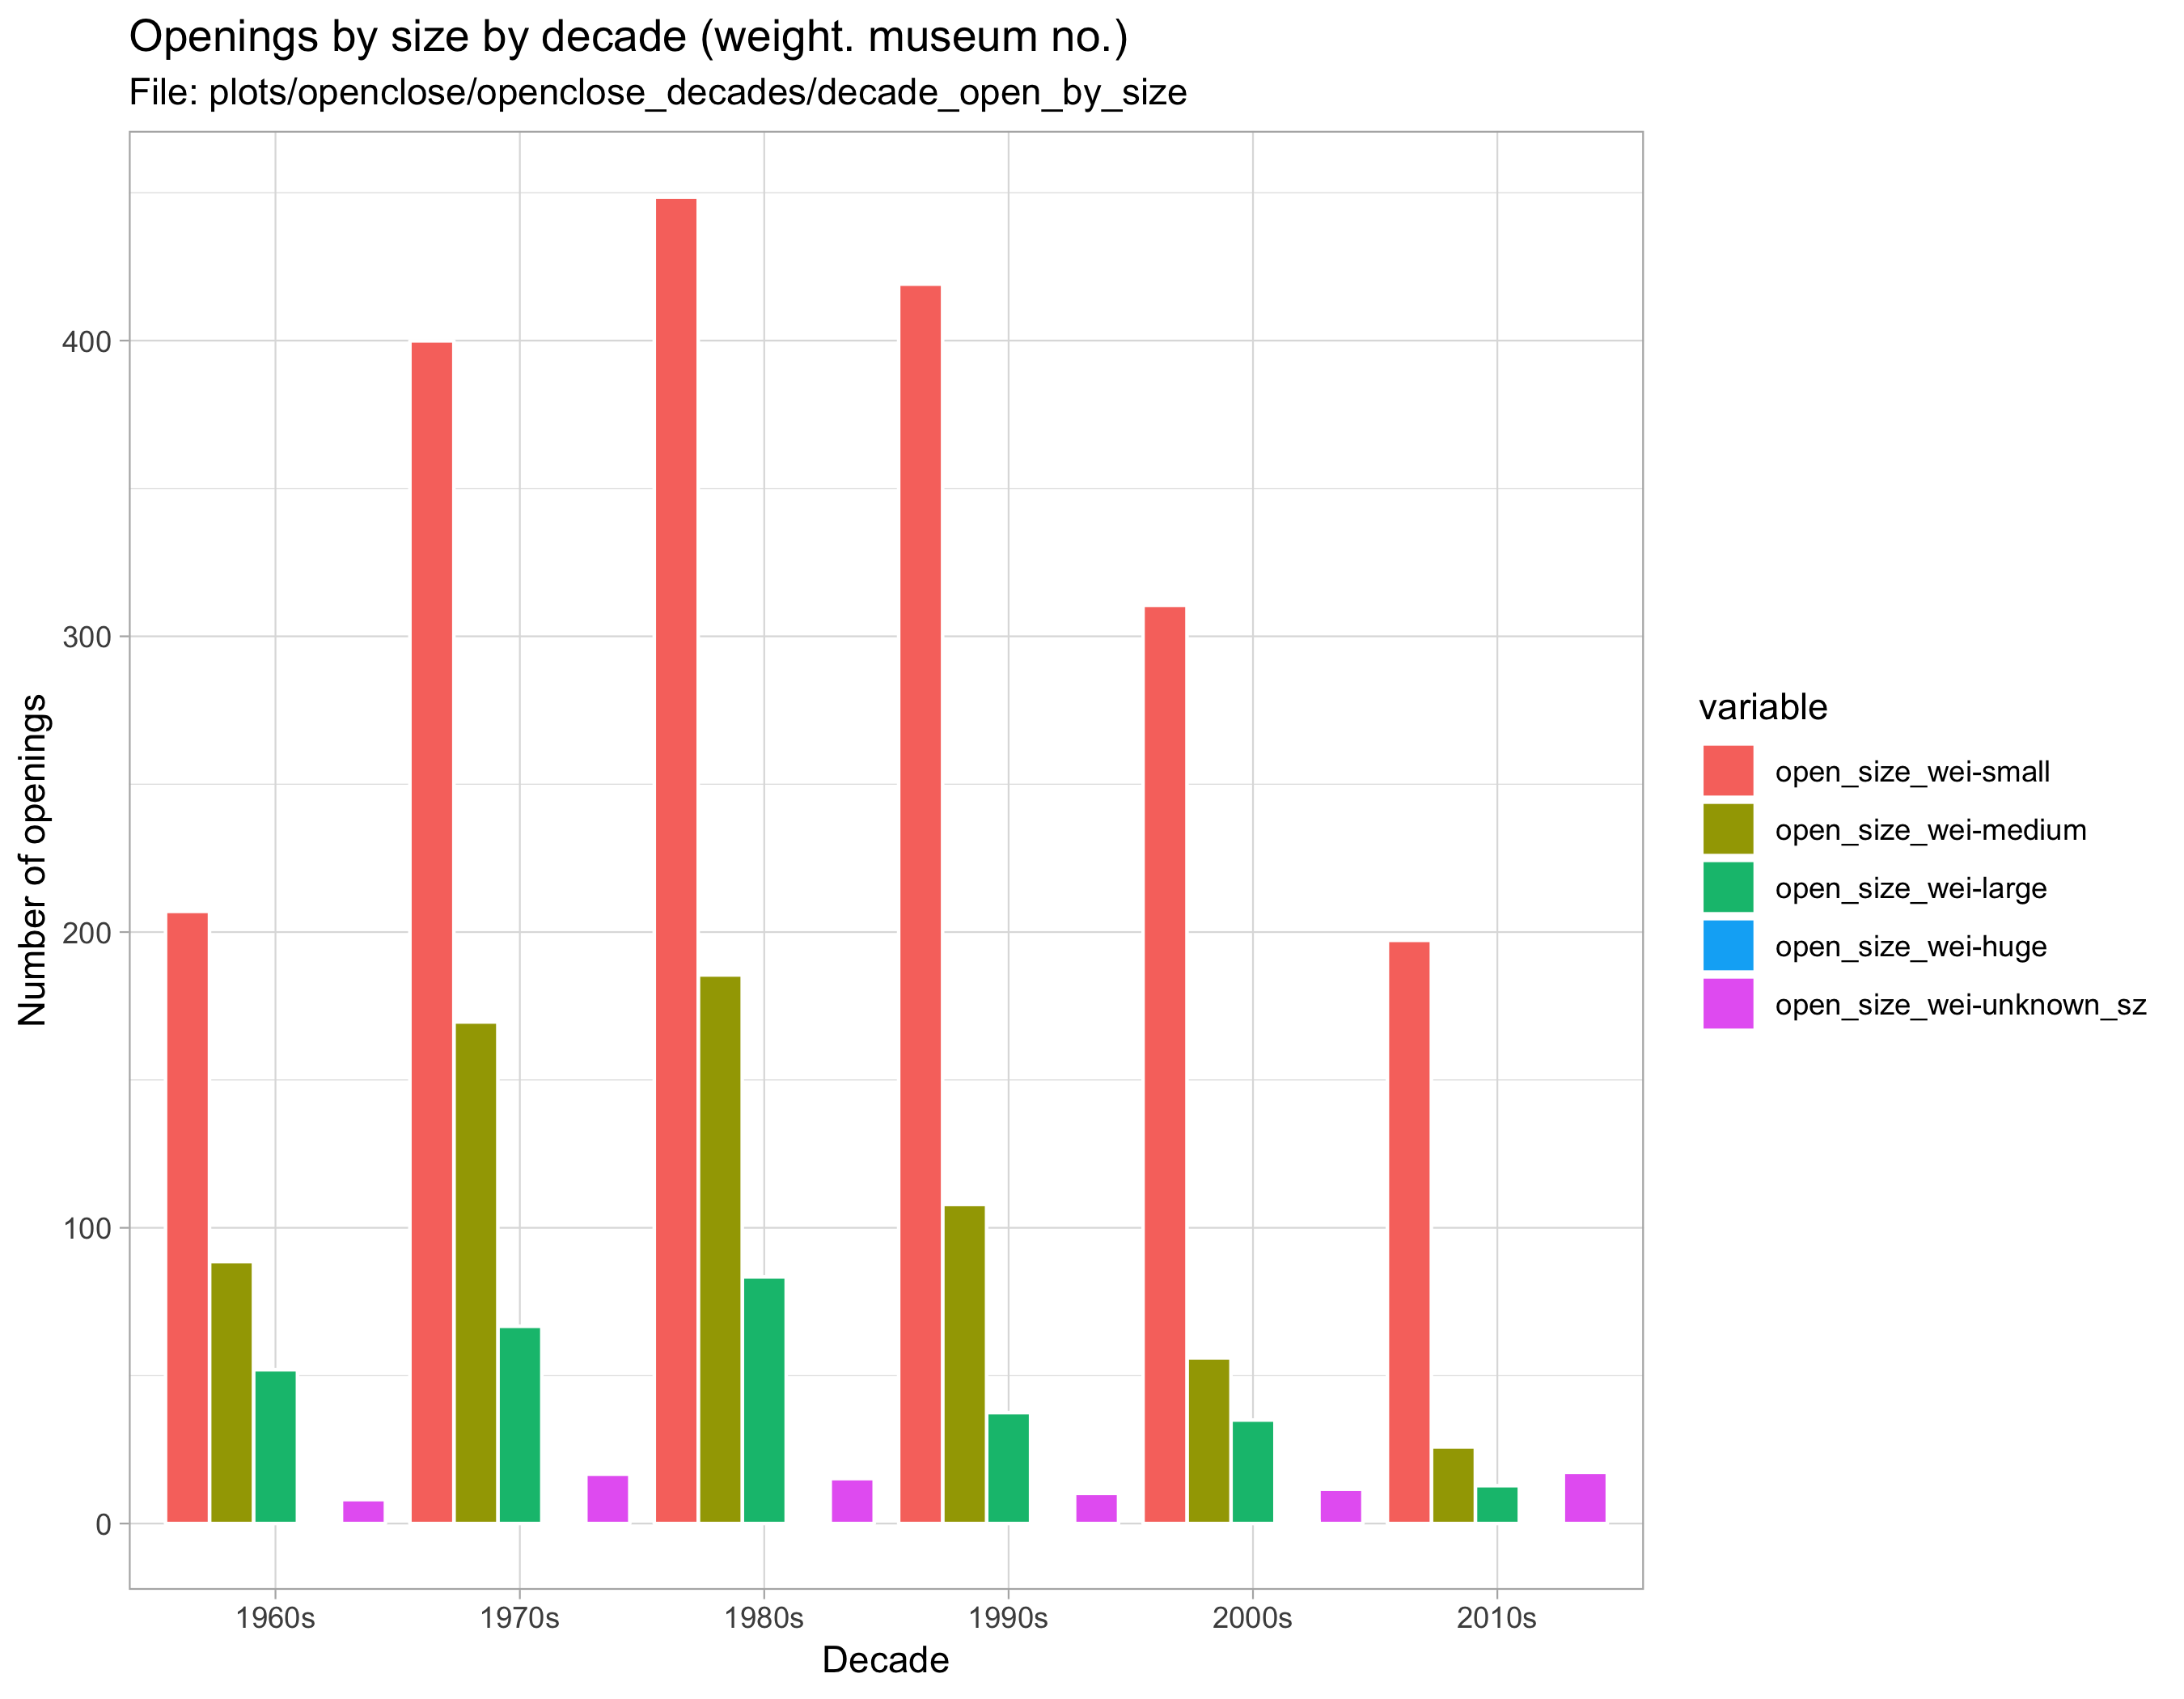 Openings by size by decade (weight. museum no.)
File: plots/openclose/openclose_decades/decade_open_by_size
Number of openings
400
300
200
100
0
1960s 1970s 1980s 1990s 2000s 2010s
Decade
variable
open_size_wei-small
open_size_wei-medium
open_size_wei-large
open_size_wei-huge
open_size_wei-unknown_sz